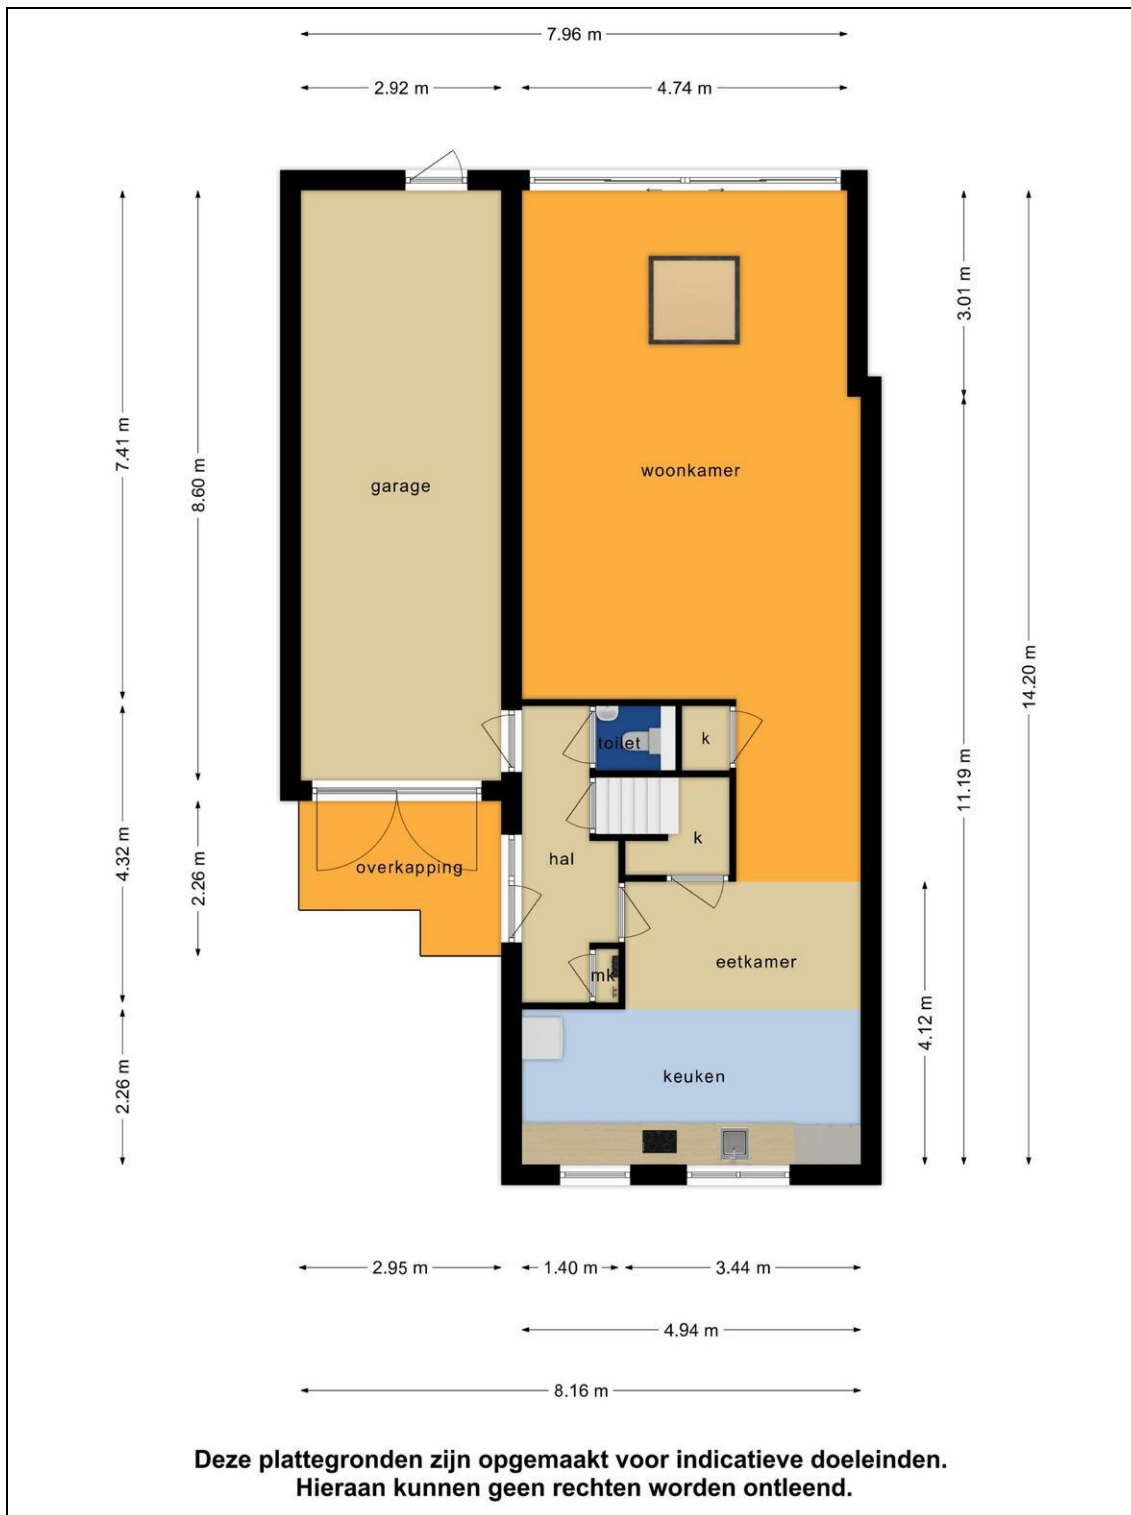 7.96 m
2.92 m
4.74 m
3.01 m
7.41 m
8.60 m
woonkamer
garage
14.20 m
11.19 m
toilet
k
k
hal
4.32 m
2.26 m
overkapping
eetkamer
mk
4.12 m
keuken
2.26 m
2.95 m
1.40 m
3.44 m
4.94 m
8.16 m
Deze plattegronden zijn opgemaakt voor indicatieve doeleinden.
Hieraan kunnen geen rechten worden ontleend.